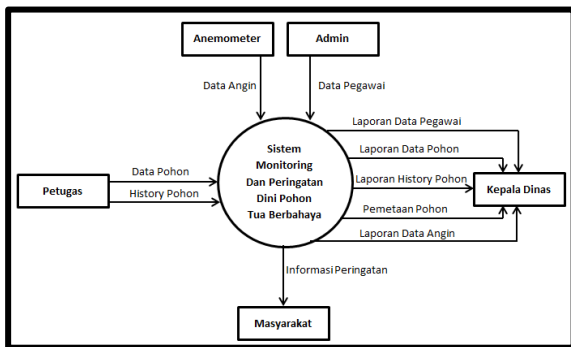 Anemometer
Admin
Data Angin
Data Pegawai
Laporan Data Pegawai
Sistem
Monitoring
Dan Peringatan
Dini Pohon
Tua Berbahaya
Laporan Data Pohon
Data Pohon
Laporan History Pohon
Petugas
Kepala Dinas
History Pohon
Pemetaan Pohon
Laporan Data Angin
Informasi Peringatan
Masyarakat